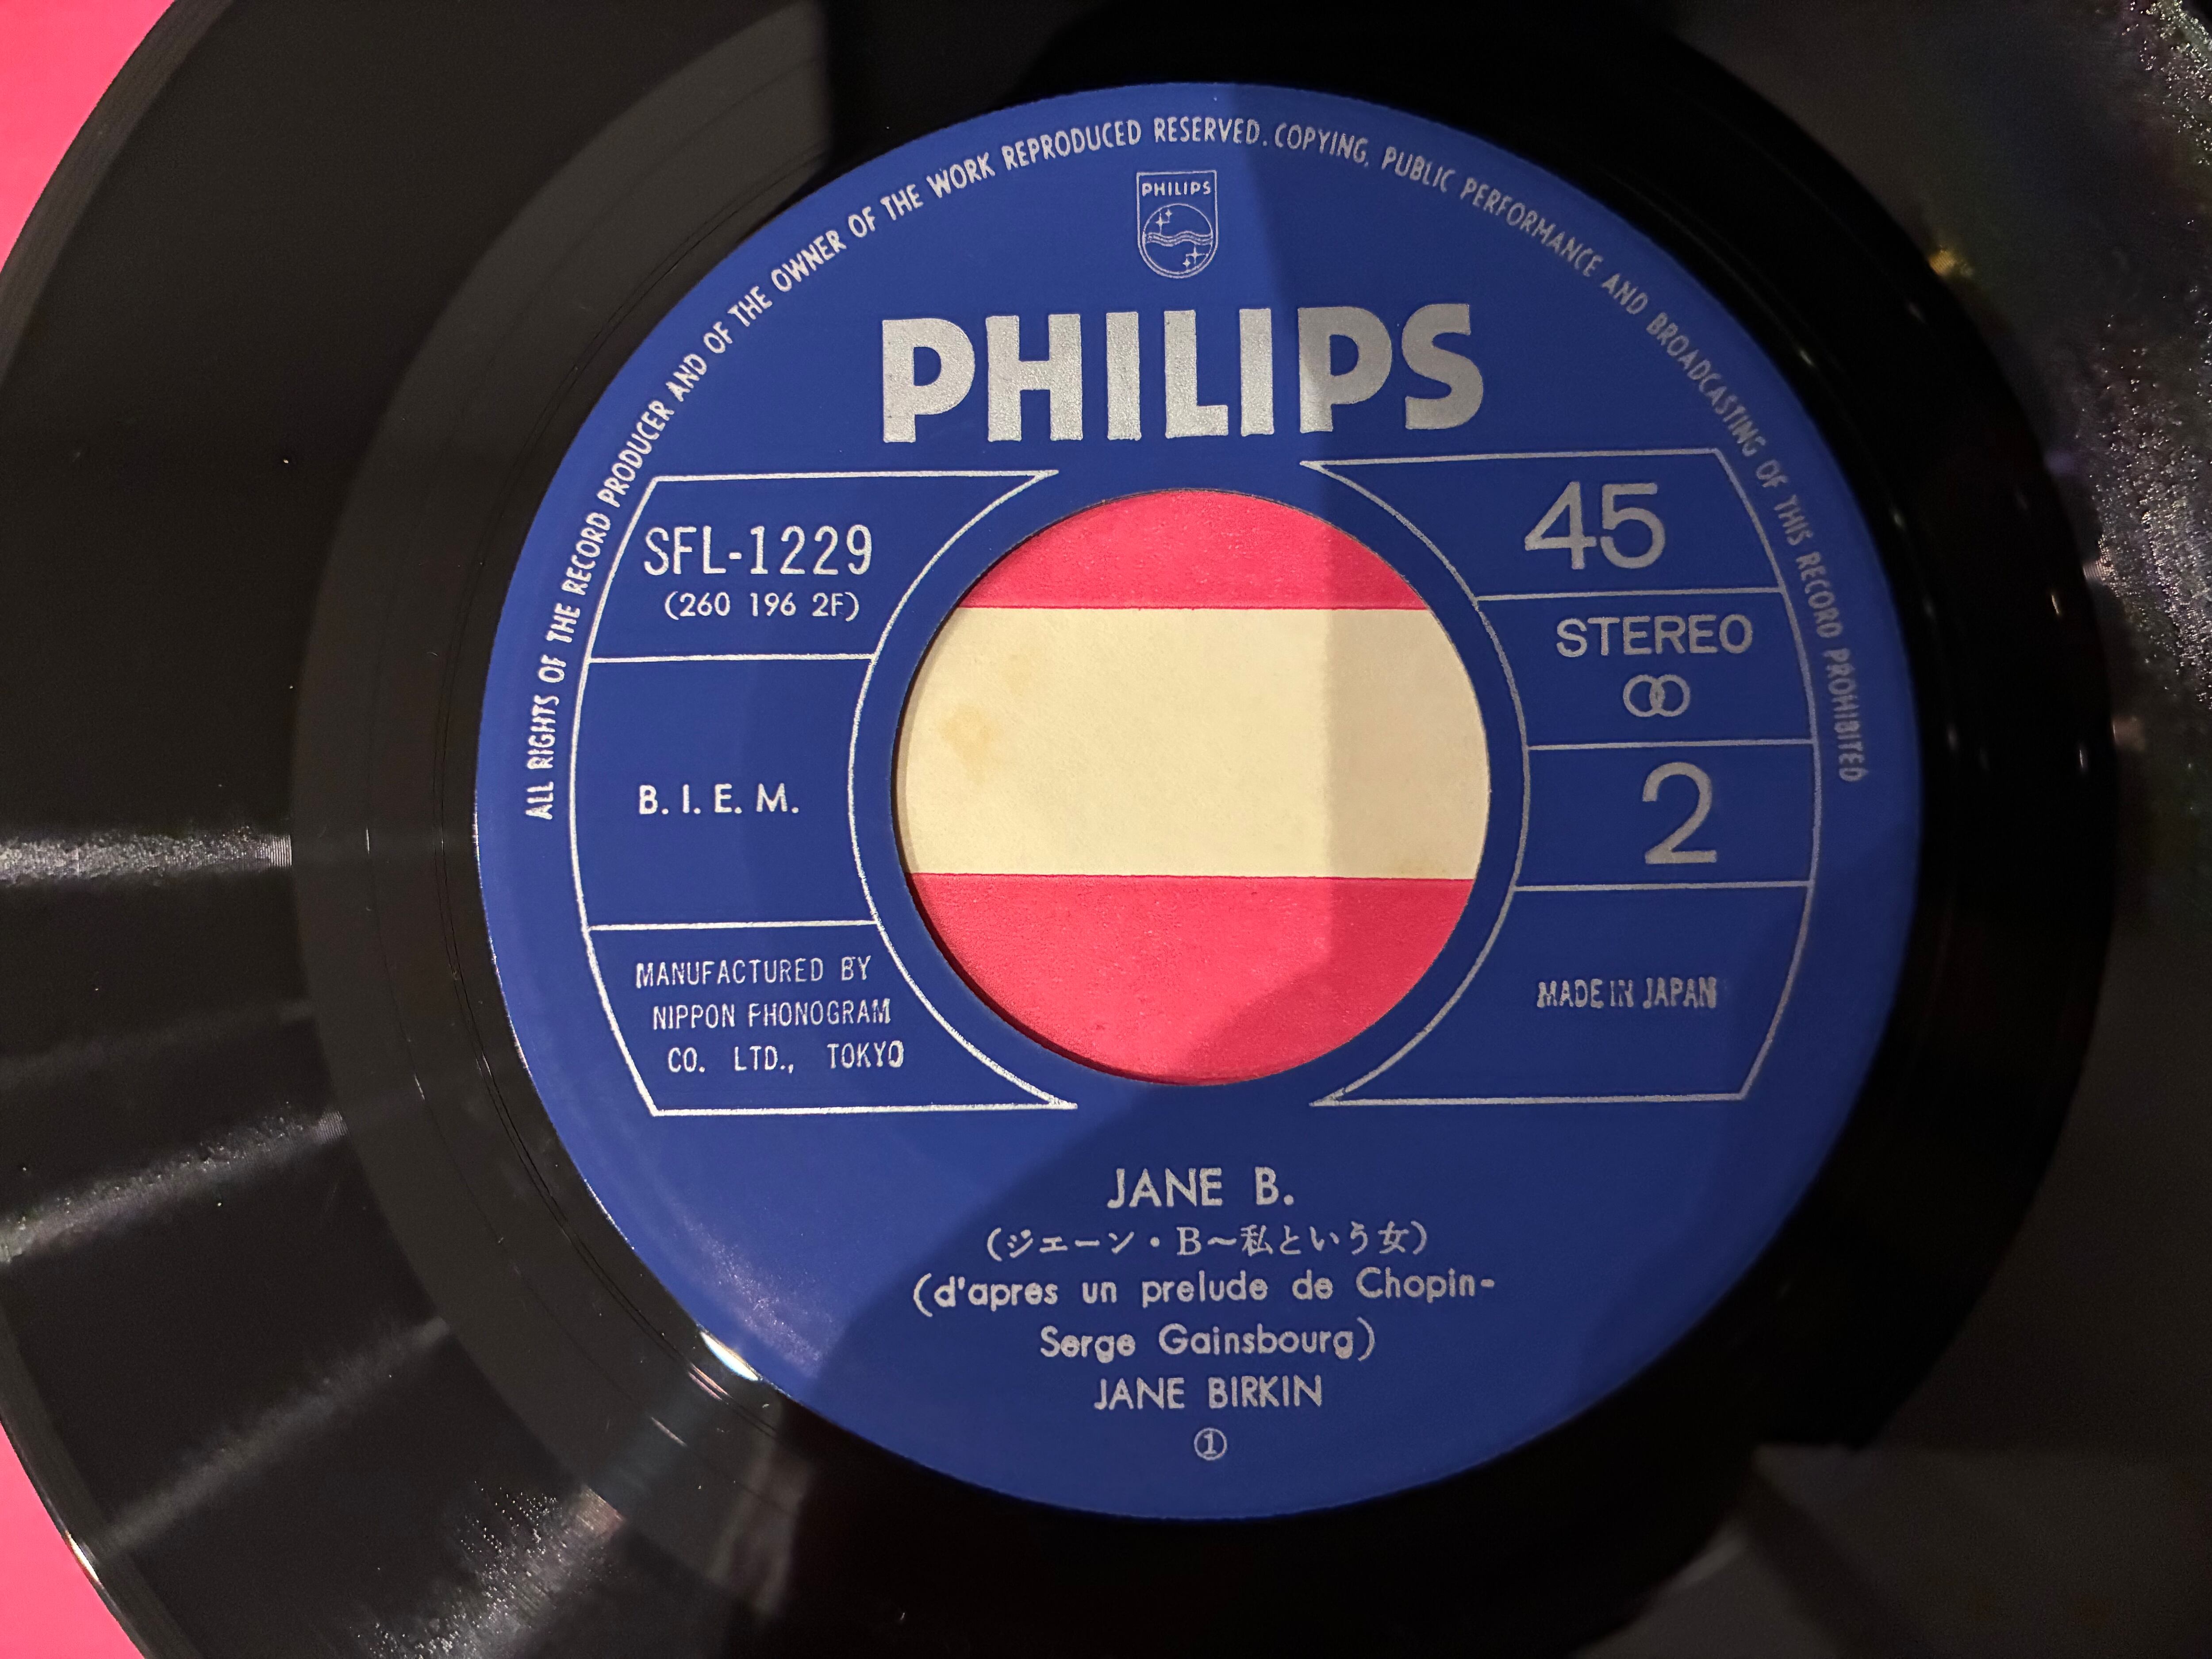 ALL RIGHTS OF THE RECORD PRODUCER AND OF THE OWNER OF THE WORK REPRODUCED RESERVED. COPYING, PUBLIC PERFORMANCE AND BROADCASTING OF THIS RECORD PROHIBITED
PHILIPS
PHILIPS
SFL-1229
(260 196 2F)
B. I. E. M.
MANUFACTURED BY
NIPPON PHONOGRAM
CO. LTD., TOKYO
45
STEREO
2
MADE IN JAPAN
JANE B.
(ジェーン・B〜私という女)
(d'apres un prelude de Chopin-
Serge Gainsbourg)
JANE BIRKIN
①